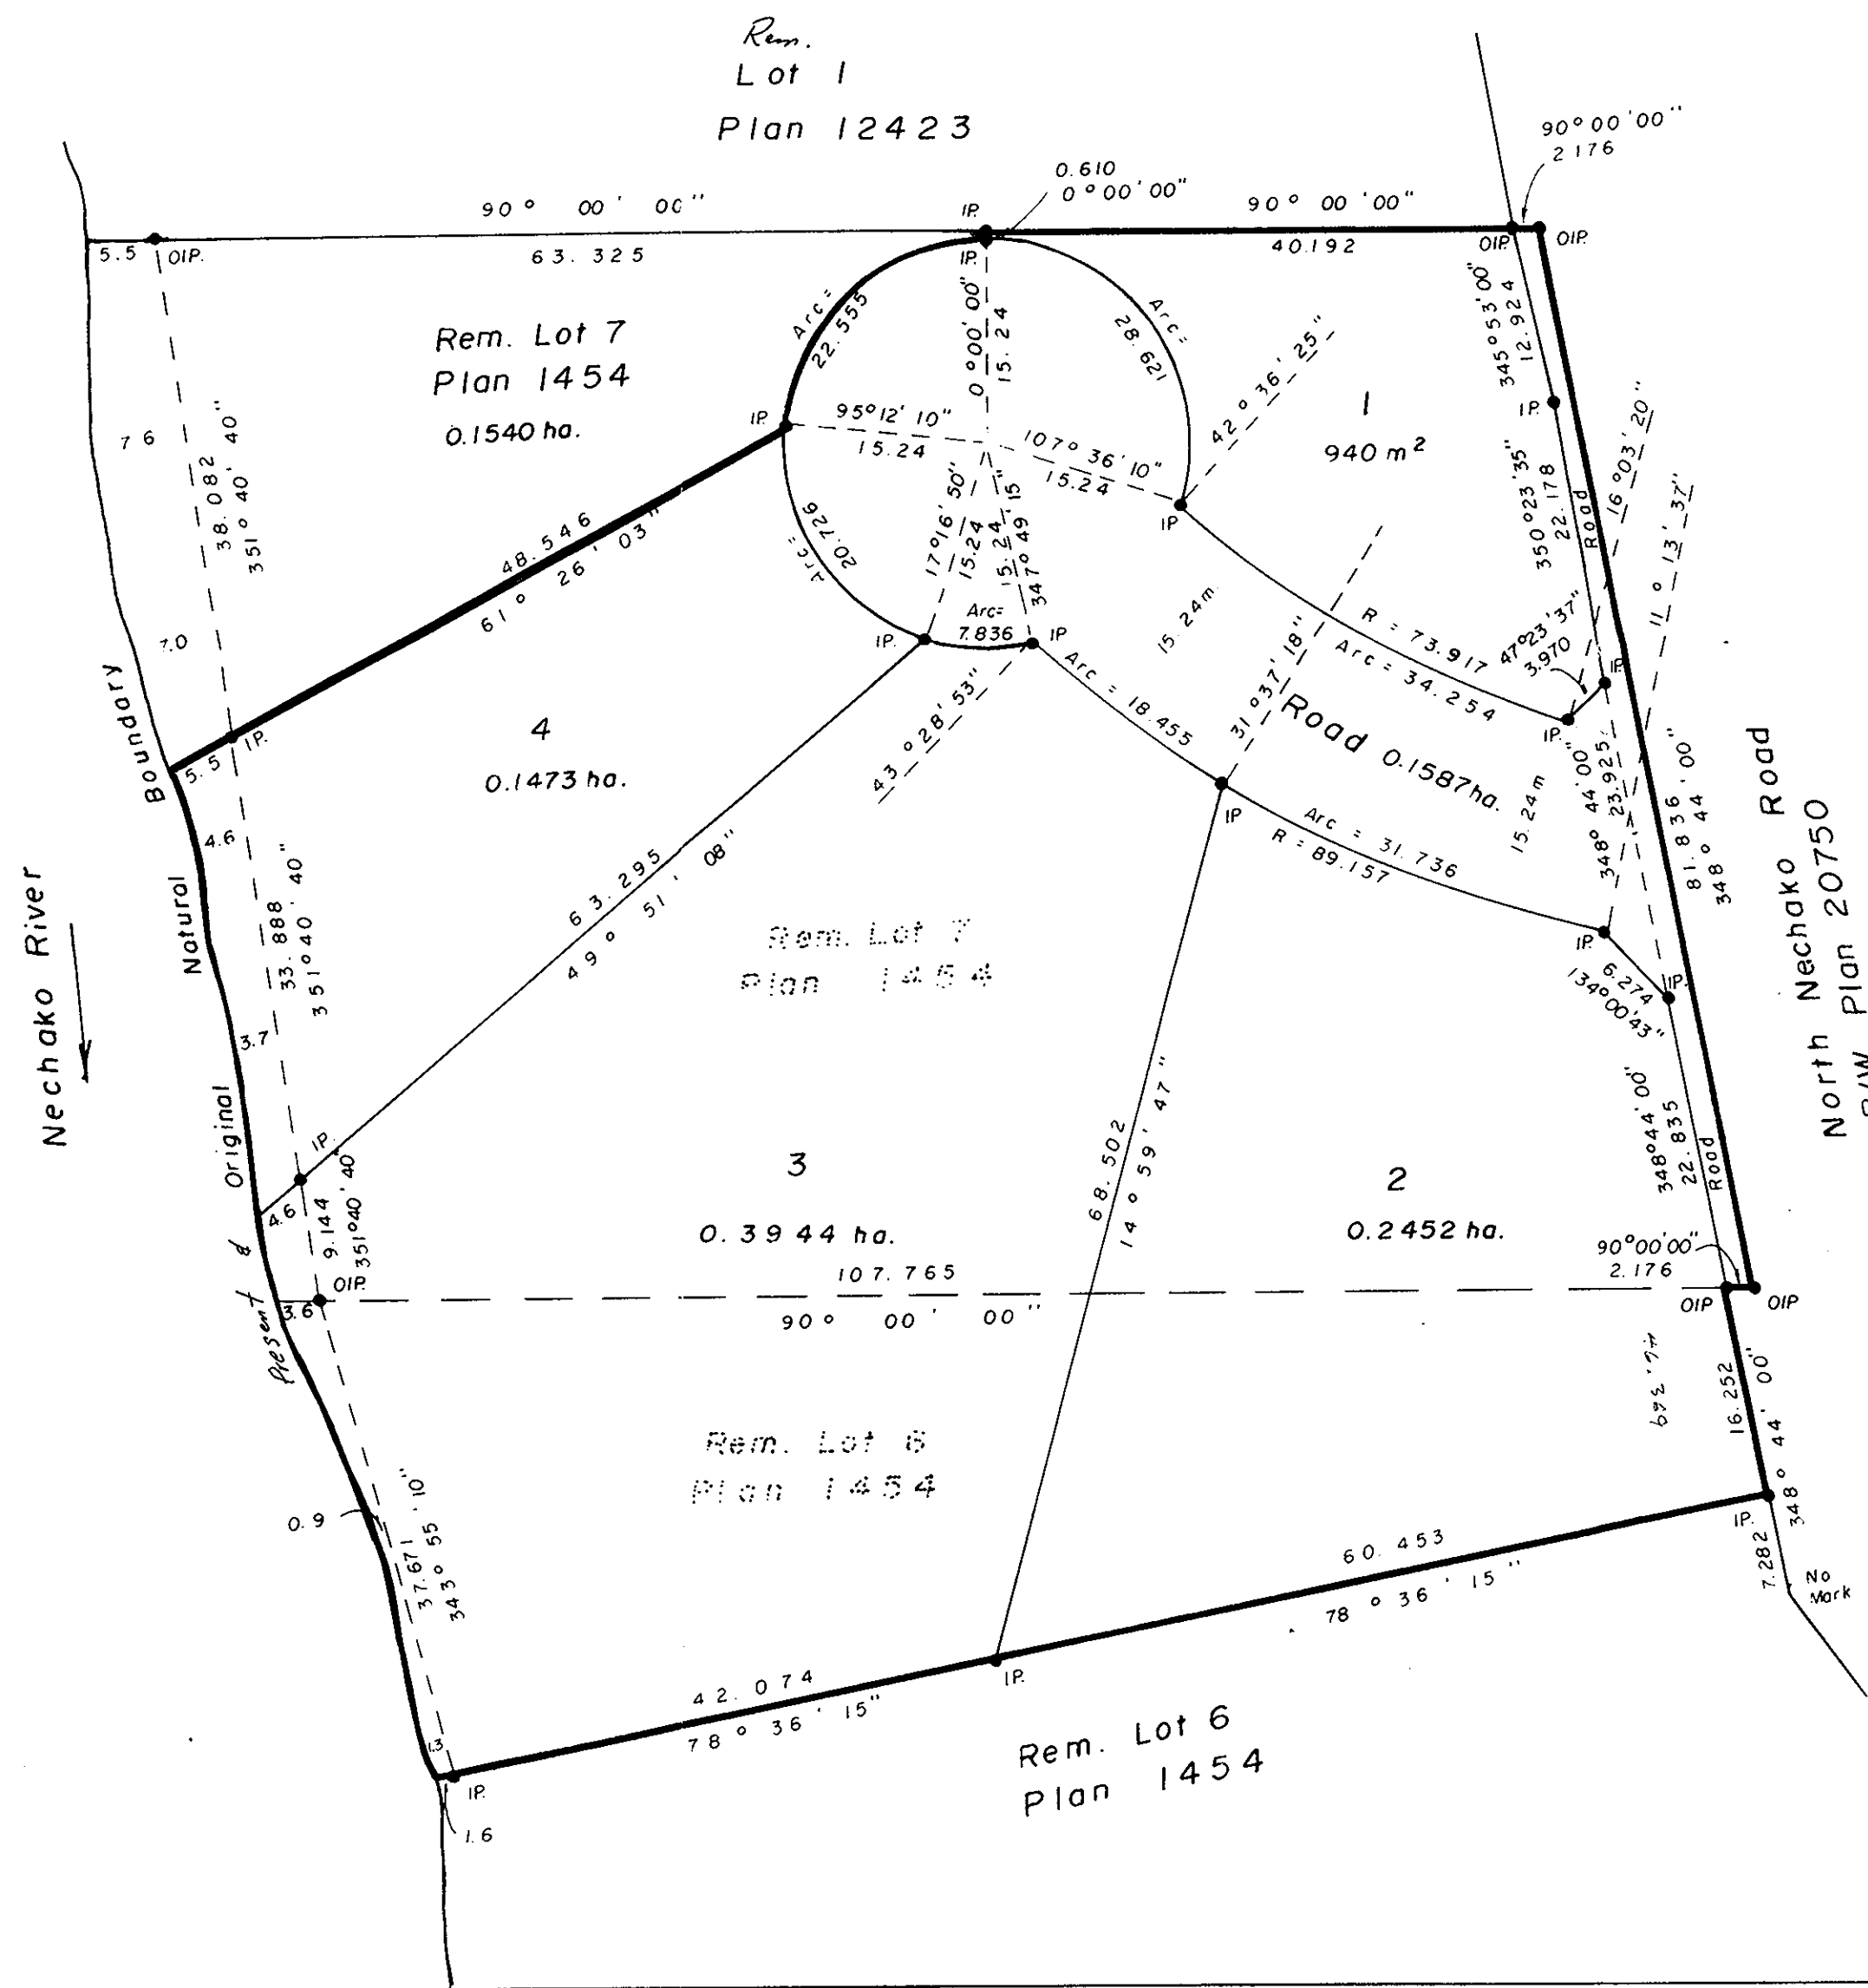 Rem.
Lot 1
Plan 12423
90°00'00"
2.176
0.610
0°00'00"
90° 00' 00"
IP.
90° 00' 00"
5.5
OIP.
63.325
IP.
40.192
OIP.
OIP.
Rem. Lot 7
Plan 1454
0.1540 ha.
Arc =
22.555
0°00'00"
15.24
Arc =
28.621
42°36'25"
345°53'00"
12.924
IP.
1
940 m²
7.6
38.082
351°40'40"
IP.
95°12'10"
15.24
107°36'10"
15.24
IP
350°23'35"
22.178
Road
16°03'20"
11°13'37"
48.546
61° 26' 03"
Arc =
20.726
17°16'50"
15.24
15.24
347°49'15"
7.0
IP.
Arc=
7.836
IP
15.24m.
R = 73.917
Arc = 34.254
47°23'37"
3.970
IP.
IP.
Boundary
5.5
IP.
4
0.1473 ha.
43°28'53"
Arc = 18.455
31°37'18"
Road 0.1587ha.
348°44'00"
23.925
81.836
348°44'00"
North Nechako Road
Plan 20750
R/W
Nechako River
Natural
4.6
33.888
351°40'40"
63.295
49° 51' 08"
IP
Arc = 31.736
R = 89.157
15.24m
Rem. Lot 7
Plan 1454
IP.
6.274
134°00'43"
IP.
3.7
Original
IP.
4.6
9.144
351°40'40
3
0.3944 ha.
68.502
14°59'47"
2
0.2452 ha.
348°44'00"
22.835
Road
&
Present
3.6
OIP.
107.765
90° 00' 00"
90°00'00"
2.176
OIP
OIP
46.369
16.252
348° 44' 00"
Rem. Lot 6
Plan 1454
0.9
37.671
343°55'10"
60.453
78° 36' 15"
IP.
7.282
No
Mark
42.074
78° 36' 15"
IP.
1.3
IP.
1.6
Rem. Lot 6
Plan 1454